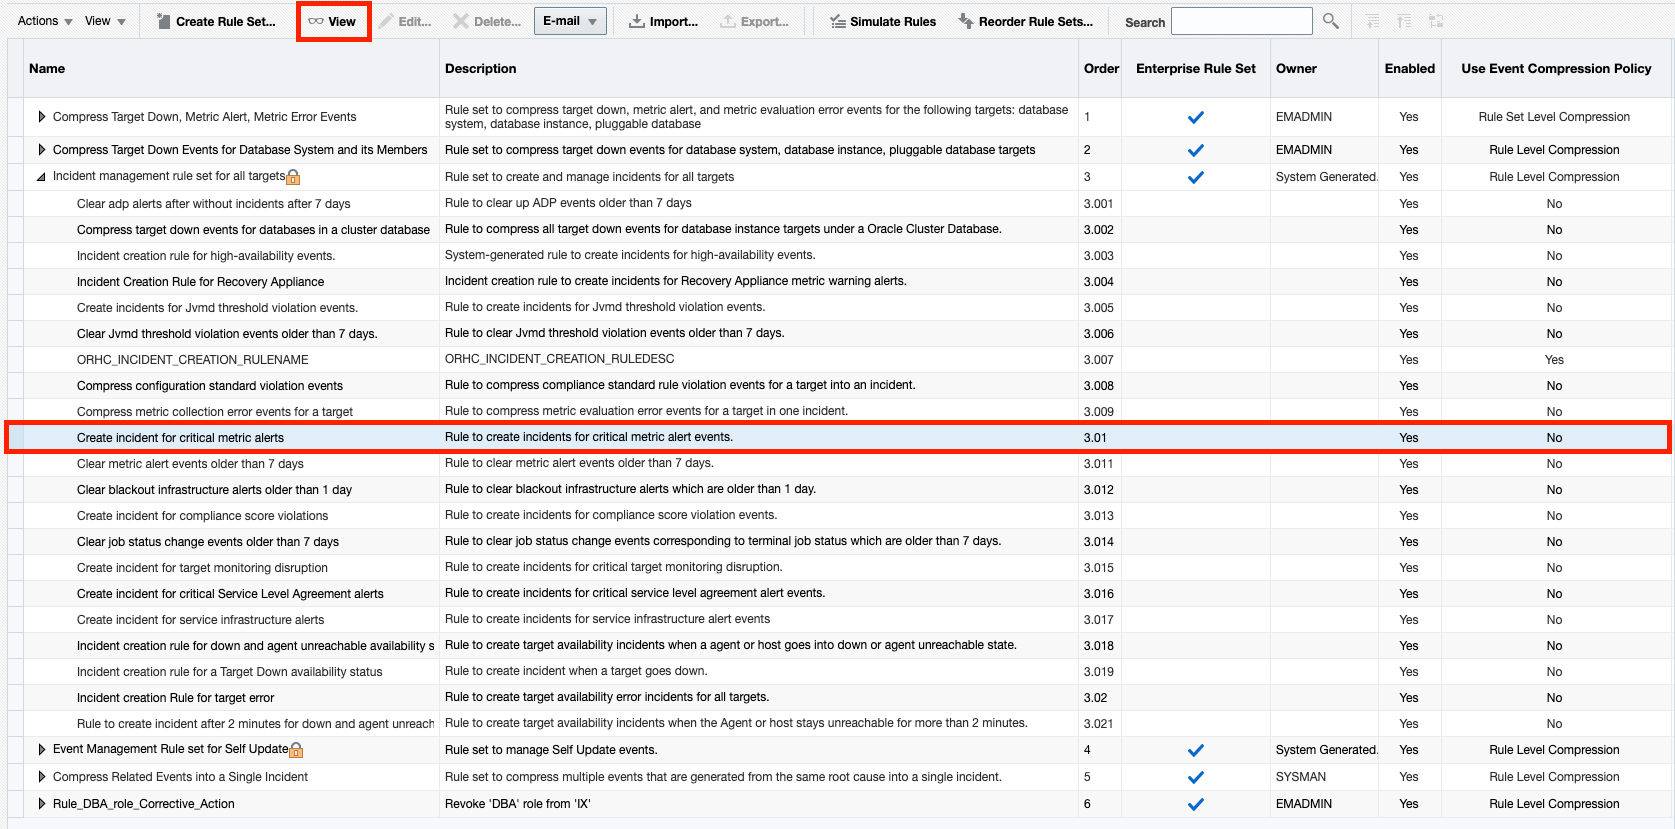 Actions View Create Rule Set... View Edit... Delete... E-mail Import... Export... Simulate Rules Reorder Rule Sets... Search
Name Description Order Enterprise Rule Set Owner Enabled Use Event Compression Policy
Compress Target Down, Metric Alert, Metric Error Events Rule set to compress target down, metric alert, and metric evaluation error events for the following targets: database 1 EMADMIN Yes Rule Set Level Compression
system, database instance, pluggable database
Compress Target Down Events for Database System and its Members Rule set to compress target down events for database system, database instance, pluggable database targets 2 EMADMIN Yes Rule Level Compression
Incident management rule set for all targets Rule set to create and manage incidents for all targets 3 System Generated. Yes Rule Level Compression
Clear adp alerts after without incidents after 7 days Rule to clear up ADP events older than 7 days 3.001 Yes No
Compress target down events for databases in a cluster database Rule to compress all target down events for database instance targets under a Oracle Cluster Database. 3.002 Yes No
Incident creation rule for high-availability events. System-generated rule to create incidents for high-availability events. 3.003 Yes No
Incident Creation Rule for Recovery Appliance Incident creation rule to create incidents for Recovery Appliance metric warning alerts. 3.004 Yes No
Create incidents for Jvmd threshold violation events. Rule to create incidents for Jvmd threshold violation events. 3.005 Yes No
Clear Jvmd threshold violation events older than 7 days. Rule to clear Jvmd threshold violation events older than 7 days. 3.006 Yes No
ORHC_INCIDENT_CREATION_RULENAME ORHC_INCIDENT_CREATION_RULEDESC 3.007 Yes Yes
Compress configuration standard violation events Rule to compress compliance standard rule violation events for a target into an incident. 3.008 Yes No
Compress metric collection error events for a target Rule to compress metric evaluation error events for a target in one incident. 3.009 Yes No
Create incident for critical metric alerts Rule to create incidents for critical metric alert events. 3.01 Yes No
Clear metric alert events older than 7 days Rule to clear metric alert events older than 7 days. 3.011 Yes No
Clear blackout infrastructure alerts older than 1 day Rule to clear blackout infrastructure alerts which are older than 1 day. 3.012 Yes No
Create incident for compliance score violations Rule to create incidents for compliance score violation events. 3.013 Yes No
Clear job status change events older than 7 days Rule to clear job status change events corresponding to terminal job status which are older than 7 days. 3.014 Yes No
Create incident for target monitoring disruption Rule to create incidents for critical target monitoring disruption. 3.015 Yes No
Create incident for critical Service Level Agreement alerts Rule to create incidents for critical service level agreement alert events. 3.016 Yes No
Create incident for service infrastructure alerts Rule to create incidents for service infrastructure alert events 3.017 Yes No
Incident creation rule for down and agent unreachable availability s Rule to create target availability incidents when a agent or host goes into down or agent unreachable state. 3.018 Yes No
Incident creation rule for a Target Down availability status Rule to create incident when a target goes down. 3.019 Yes No
Incident creation Rule for target error Rule to create target availability error incidents for all targets. 3.02 Yes No
Rule to create incident after 2 minutes for down and agent unreach Rule to create target availability incidents when the Agent or host stays unreachable for more than 2 minutes. 3.021 Yes No
Event Management Rule set for Self Update Rule set to manage Self Update events. 4 System Generated. Yes Rule Level Compression
Compress Related Events into a Single Incident Rule set to compress multiple events that are generated from the same root cause into a single incident. 5 SYSMAN Yes Rule Level Compression
Rule_DBA_role_Corrective_Action Revoke 'DBA' role from 'IX' 6 EMADMIN Yes Rule Level Compression